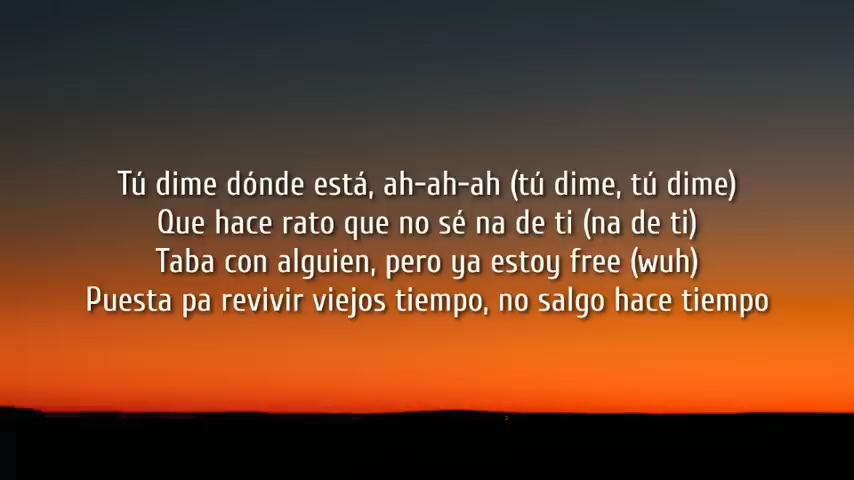 Tú dime dónde está, ah-ah-ah (tú dime, tú dime)
Que hace rato que no sé na de ti (na de ti)
Taba con alguien, pero ya estoy free (wuh)
Puesta pa revivir viejos tiempo, no salgo hace tiempo